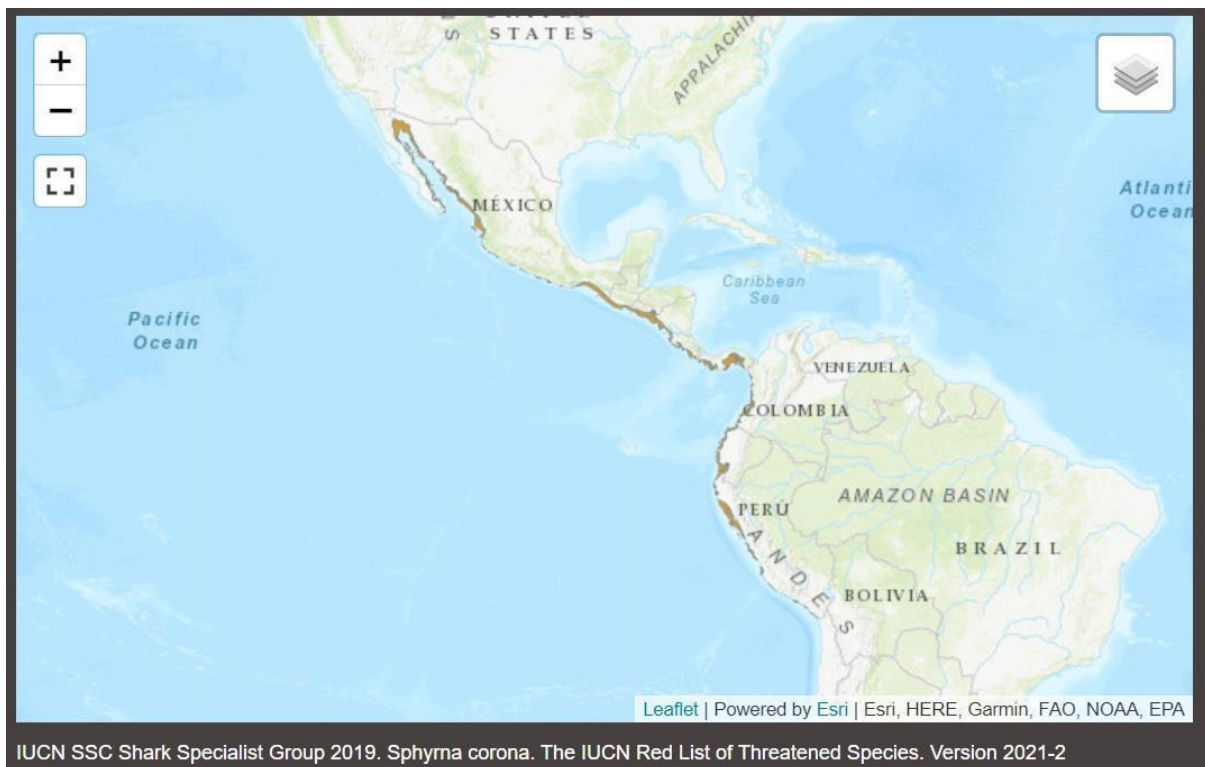 STATES
APPALACHI
+
−
MÉXICO
Atlanti
Ocean
Caribbean
Sea
Pacific
Ocean
VENEZUELA
COLOMBIA
AMAZON BASIN
PERÚ
BRAZIL
ANDES
BOLIVIA
Leaflet | Powered by Esri | Esri, HERE, Garmin, FAO, NOAA, EPA
IUCN SSC Shark Specialist Group 2019. Sphyrna corona. The IUCN Red List of Threatened Species. Version 2021-2